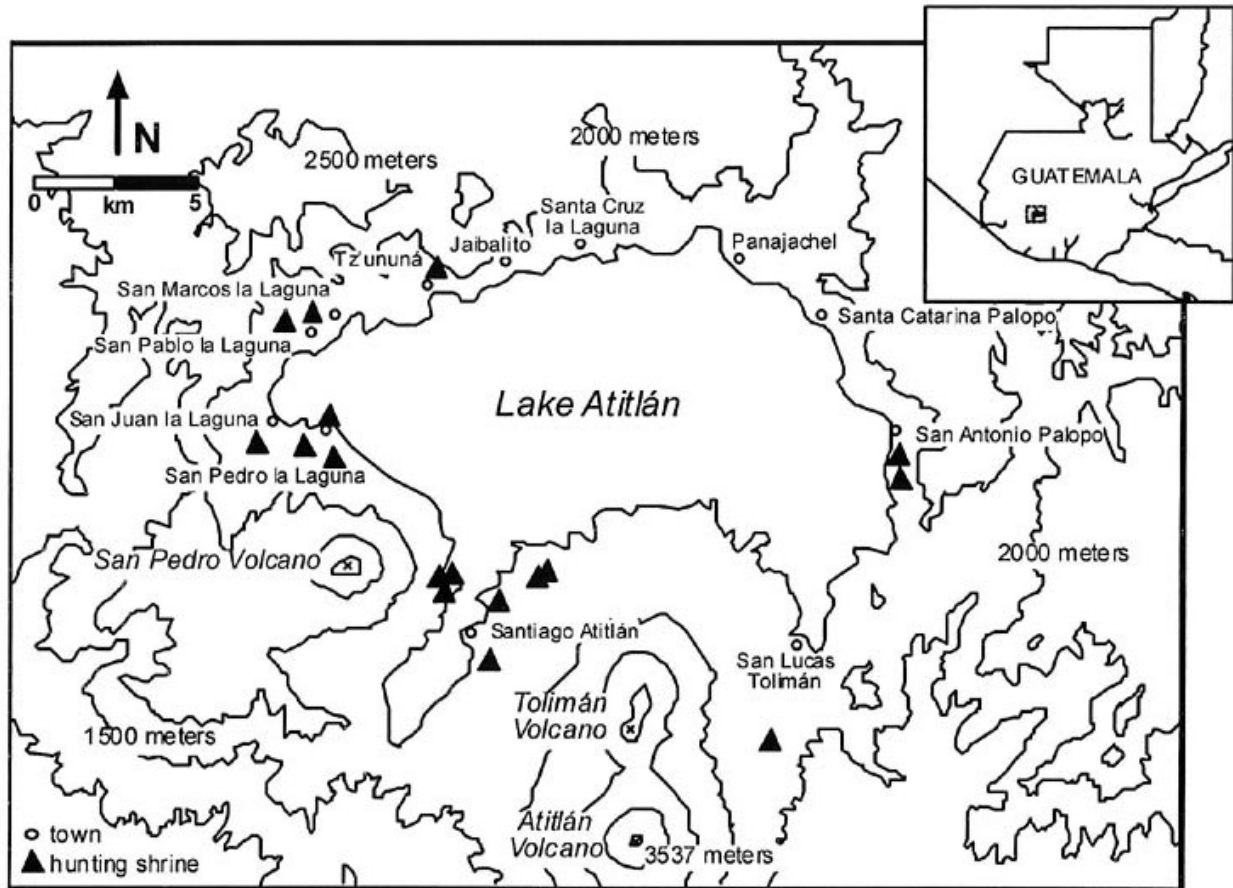 N
0 km 5
2500 meters
2000 meters
GUATEMALA
Santa Cruz
la Laguna
Jaibalito
Panajachel
Tz'ununá
San Marcos la Laguna
Santa Catarina Palopo
San Pablo la Laguna
Lake Atitlán
San Juan la Laguna
San Antonio Palopo
San Pedro la Laguna
San Pedro Volcano
2000 meters
Santiago Atitlán
San Lucas
Tolimán
Tolimán
Volcano
1500 meters
Atitlán
Volcano
3537 meters
town
hunting shrine